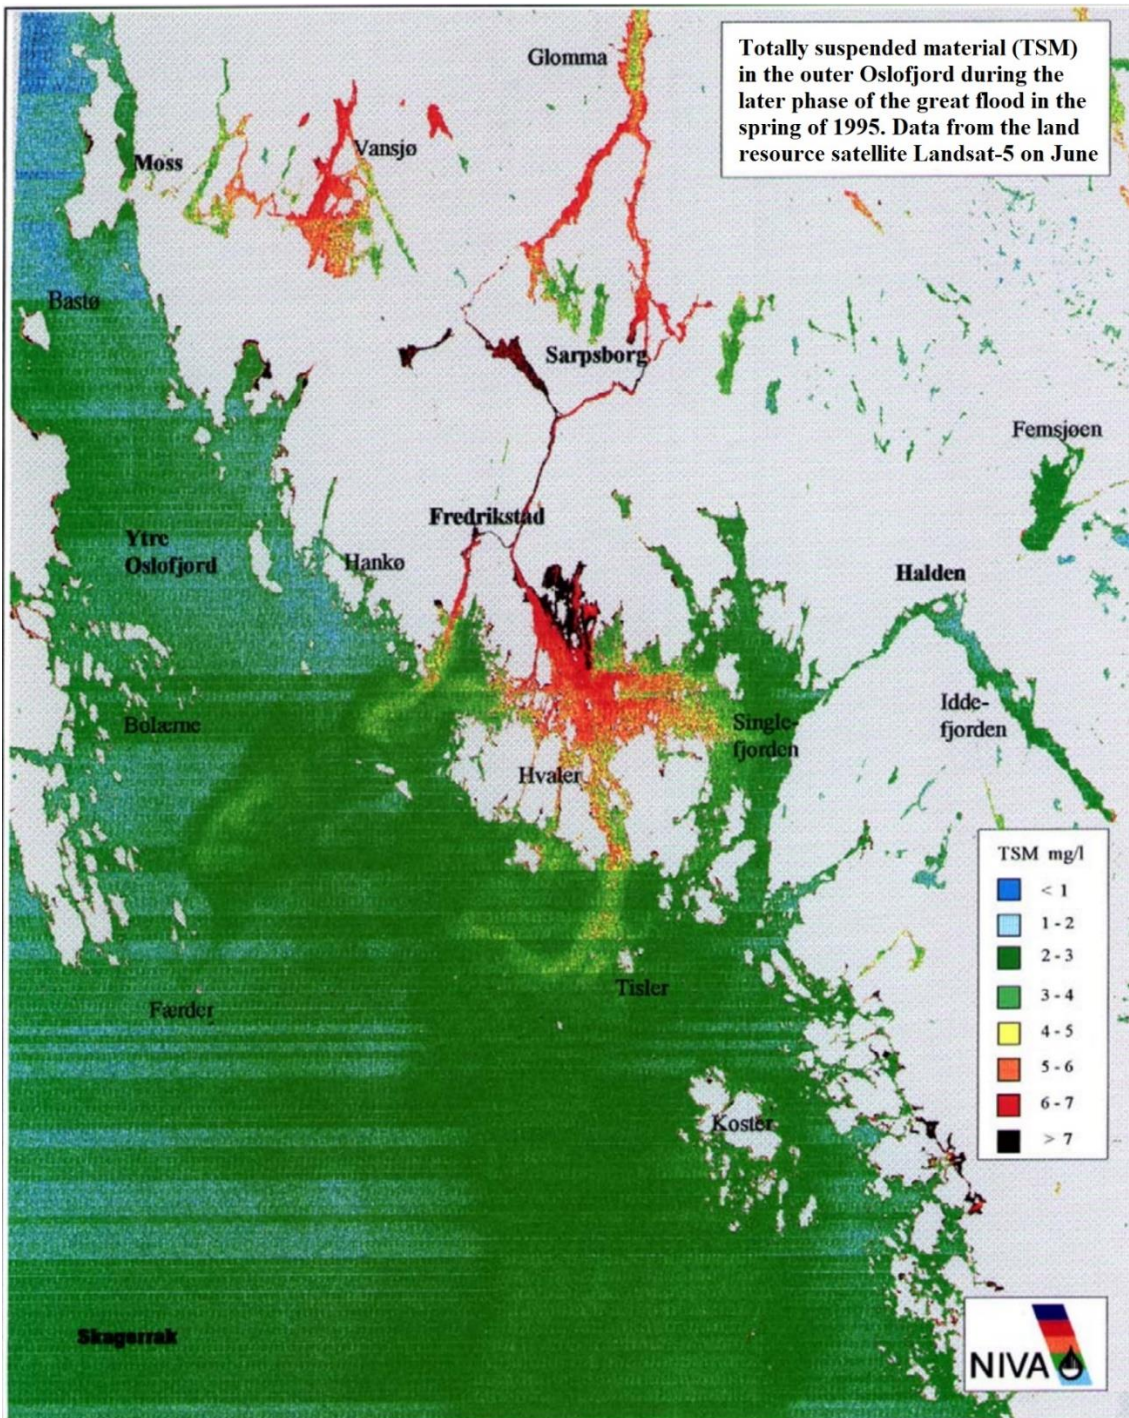 Totally suspended material (TSM)
in the outer Oslofjord during the
later phase of the great flood in the
spring of 1995. Data from the land
resource satellite Landsat-5 on June
Glomma
Moss
Vansjø
Bastø
Sarpsborg
Femsjøen
Fredrikstad
Ytre
Oslofjord
Hankø
Halden
Bolærne
Single-
fjorden
Idde-
fjorden
Hvaler
Færder
Tisler
Koster
Skagerrak
TSM mg/l
< 1
1 - 2
2 - 3
3 - 4
4 - 5
5 - 6
6 - 7
> 7
NIVA